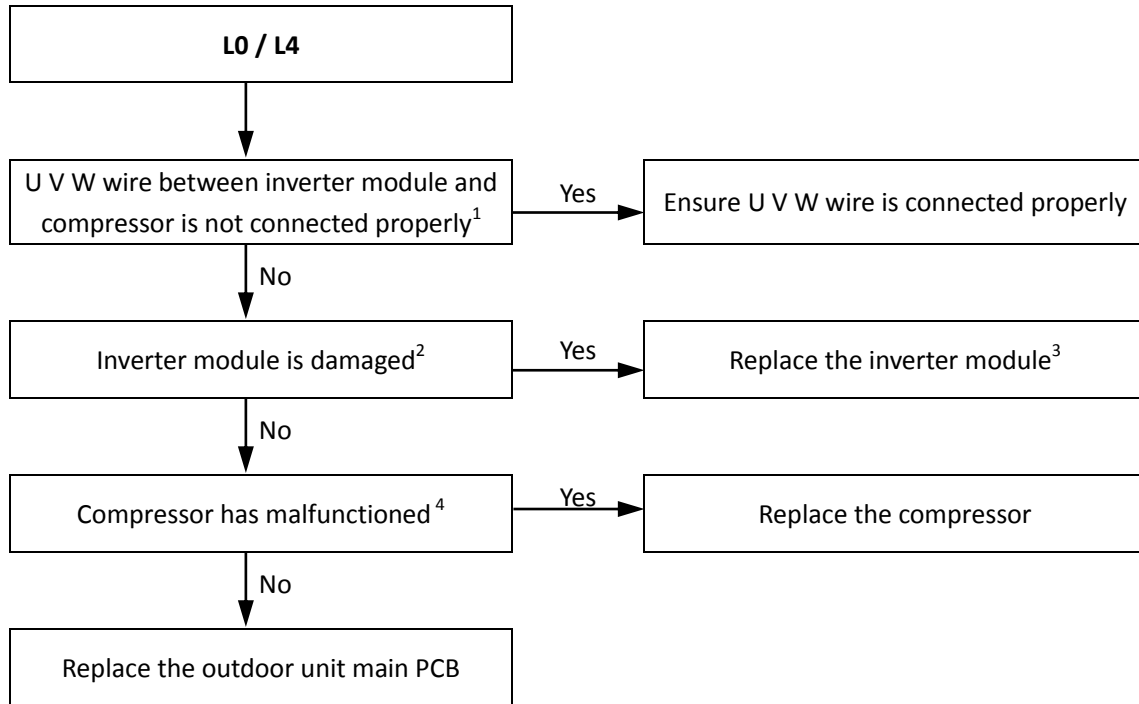 L0 / L4
U V W wire between inverter module and
compressor is not connected properly1
Yes
Ensure U V W wire is connected properly
No
Inverter module is damaged2
Yes
Replace the inverter module3
No
Compressor has malfunctioned 4
Yes
Replace the compressor
No
Replace the outdoor unit main PCB